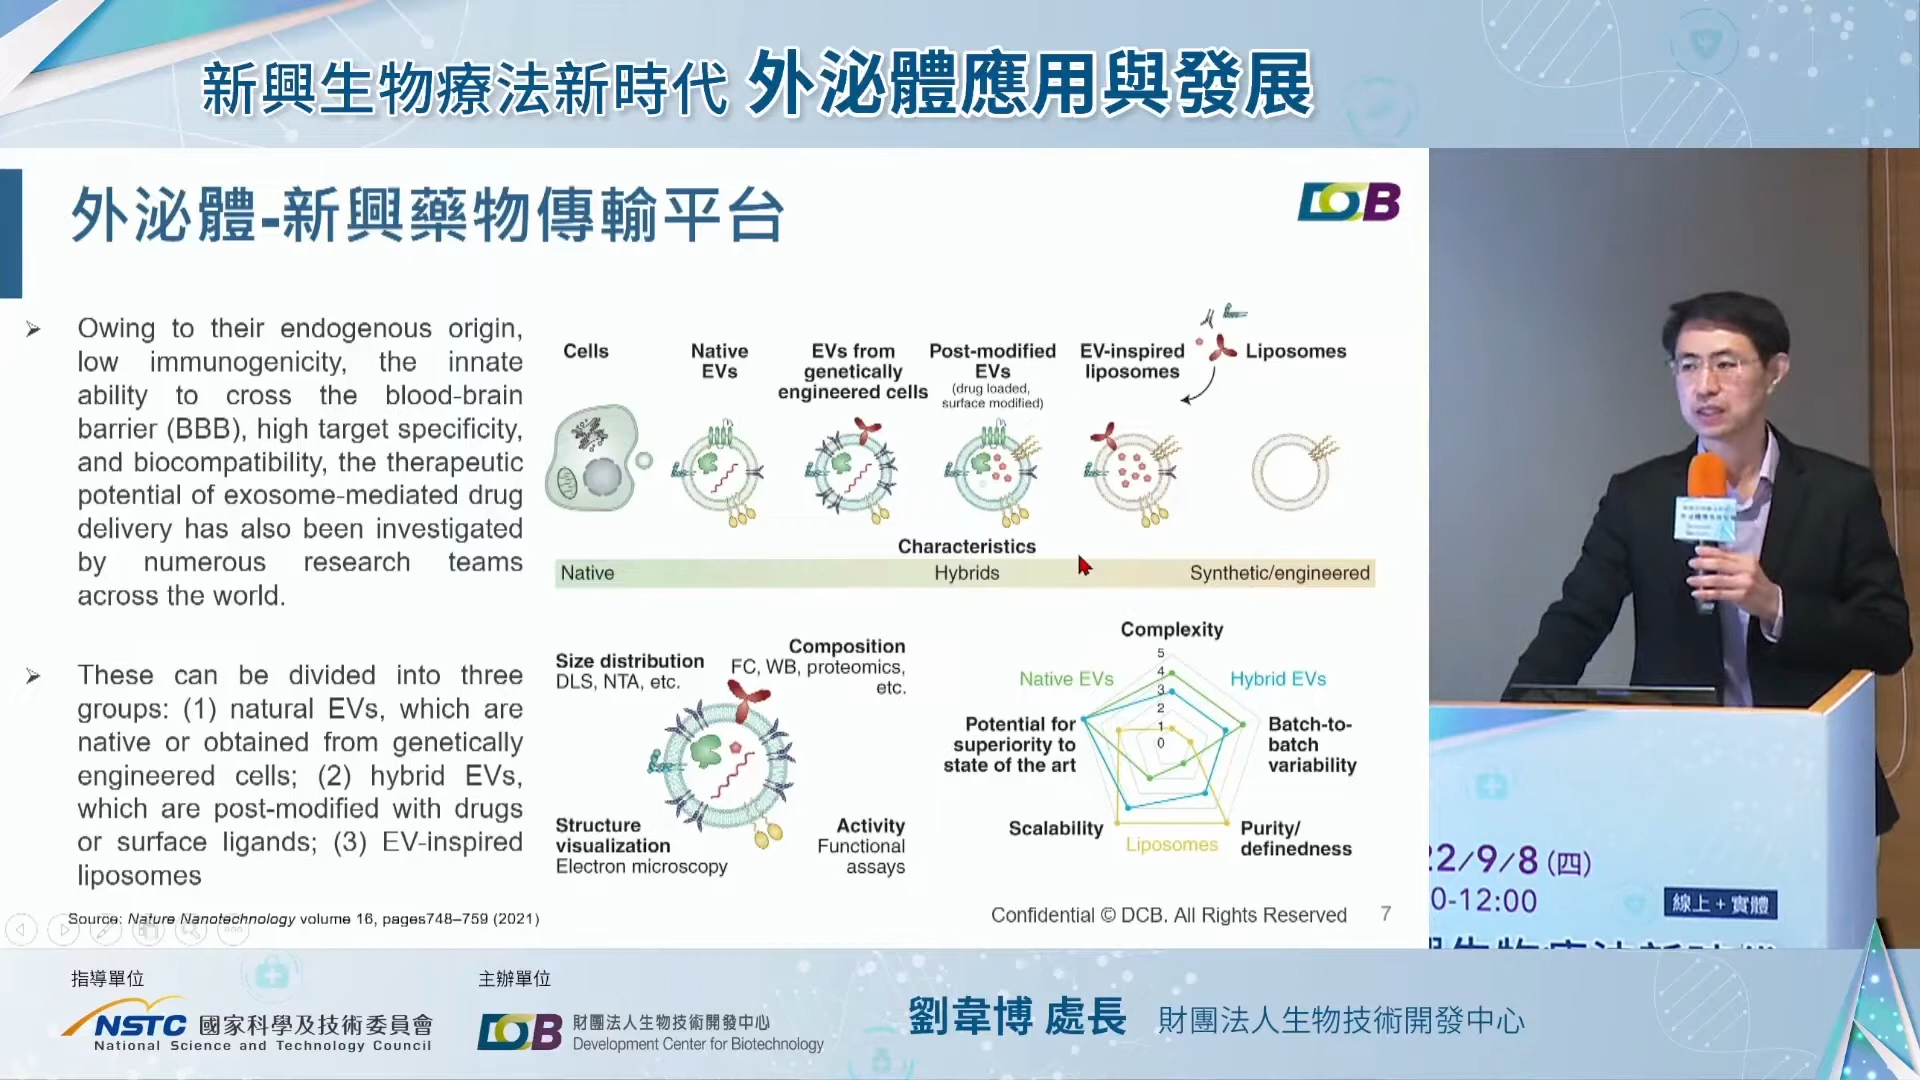 新興生物療法新時代 外泌體應用與發展
外泌體-新興藥物傳輸平台
DCB
Owing to their endogenous origin,
low immunogenicity, the innate
ability to cross the blood-brain
barrier (BBB), high target specificity,
and biocompatibility, the therapeutic
potential of exosome-mediated drug
delivery has also been investigated
by numerous research teams
across the world.
These can be divided into three
groups: (1) natural EVs, which are
native or obtained from genetically
engineered cells; (2) hybrid EVs,
which are post-modified with drugs
or surface ligands; (3) EV-inspired
liposomes
Source: Nature Nanotechnology volume 16, pages748–759 (2021)
Cells
Native
EVs
EVs from
genetically
engineered cells
Post-modified
EVs
(drug loaded,
surface modified)
EV-inspired
liposomes
Liposomes
Characteristics
Native
Hybrids
Synthetic/engineered
Size distribution
DLS, NTA, etc.
Composition
FC, WB, proteomics,
etc.
Structure
visualization
Electron microscopy
Activity
Functional
assays
Complexity
5
4
3
2
1
0
Native EVs
Hybrid EVs
Potential for
superiority to
state of the art
Batch-to-
batch
variability
Scalability
Liposomes
Purity/
definedness
Confidential © DCB. All Rights Reserved
7
22/9/8 (四)
0-12:00
線上+實體
指導單位
NSTC 國家科學及技術委員會
National Science and Technology Council
主辦單位
DCB 財團法人生物技術開發中心
Development Center for Biotechnology
劉韋博 處長 財團法人生物技術開發中心